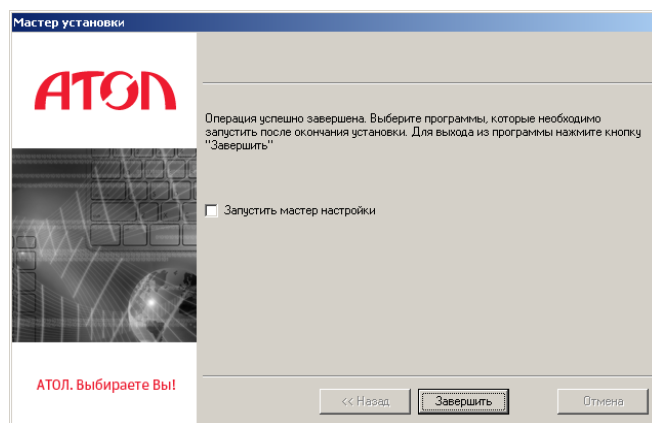 Мастер установки
АТОЛ
Операция успешно завершена. Выберите программы, которые необходимо
запустить после окончания установки. Для выхода из программы нажмите кнопку
"Завершить"
Запустить мастер настройки
АТОЛ. Выбираете Вы!
<< Назад
Завершить
Отмена